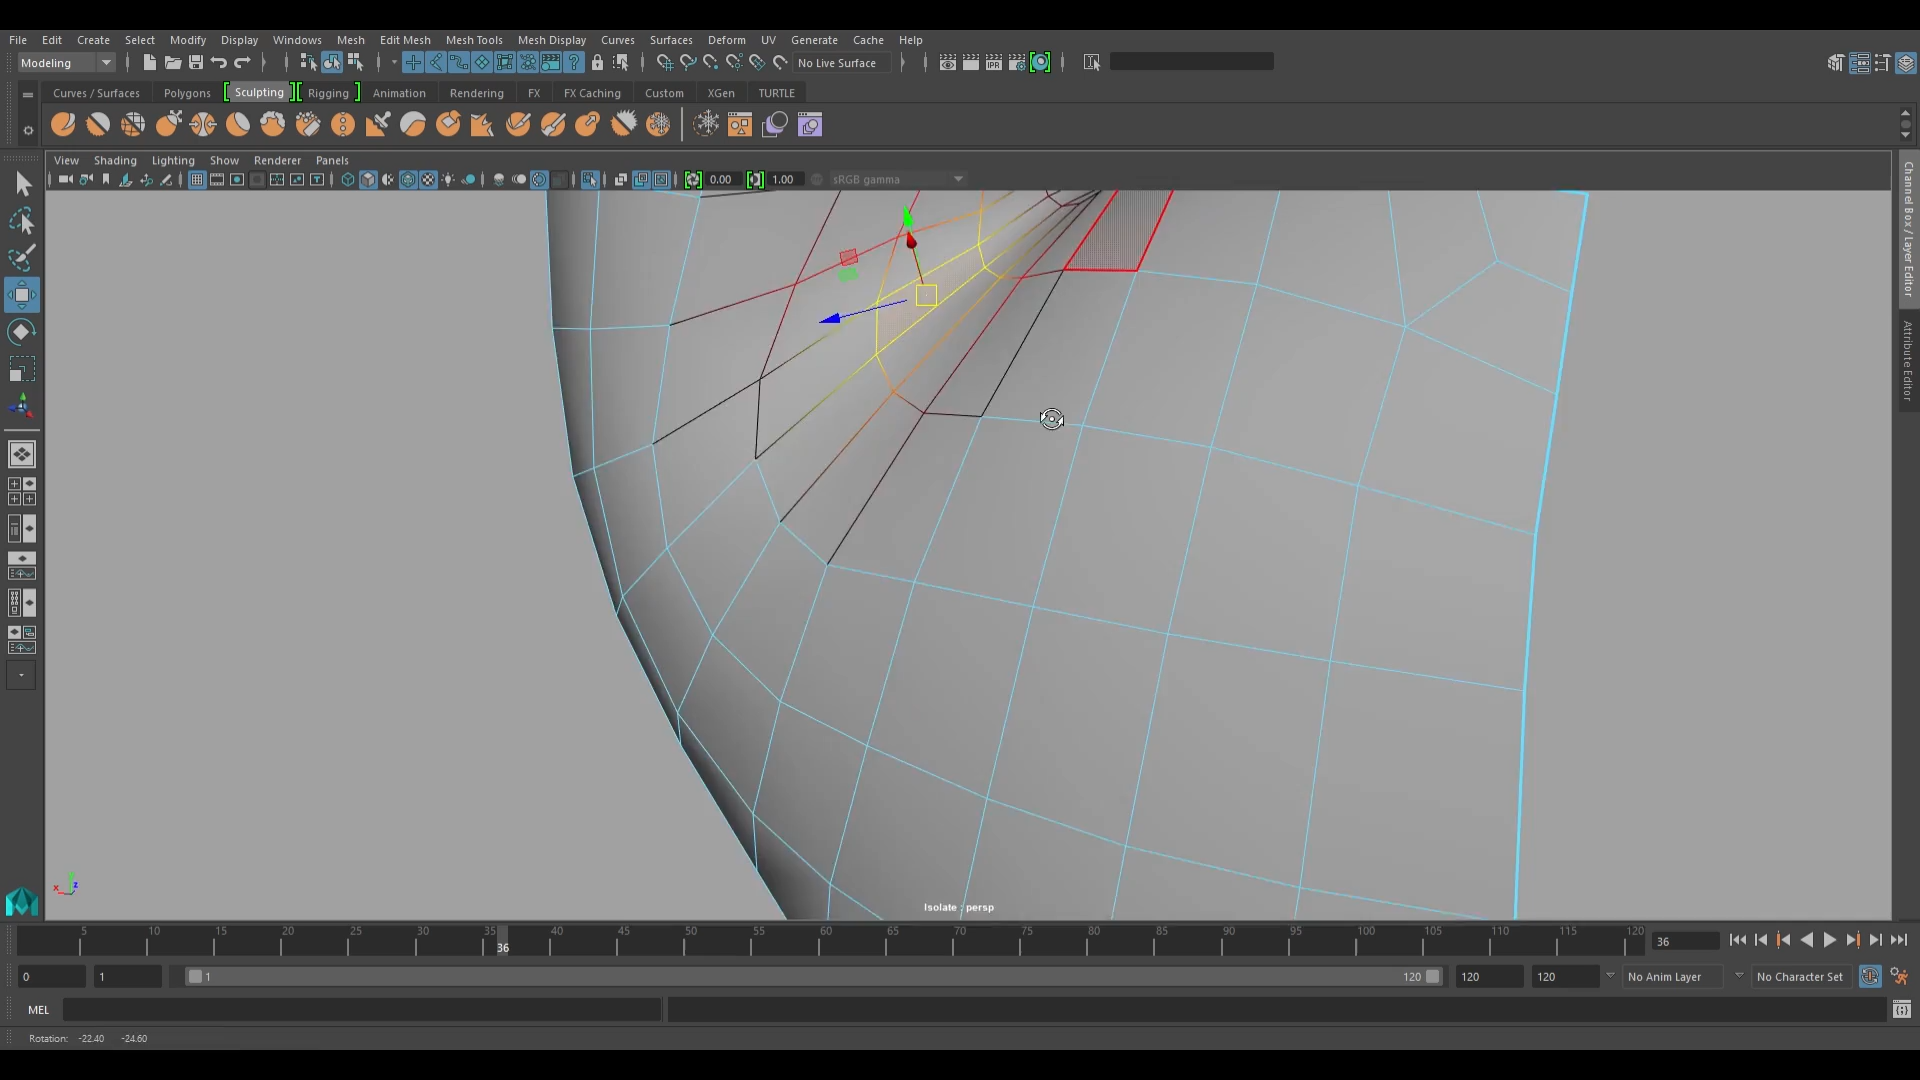 File Edit Create Select Modify Display Windows Mesh Edit Mesh Mesh Tools Mesh Display Curves Surfaces Deform UV Generate Cache Help
Modeling No Live Surface
Curves / Surfaces Polygons Sculpting Rigging Animation Rendering FX FX Caching Custom XGen TURTLE
View Shading Lighting Show Renderer Panels
0.00 1.00 sRGB gamma
Channel Box / Layer Editor
Attribute Editor
IPR
Isolate : persp
5 10 15 20 25 30 35 40 45 50 55 60 65 70 75 80 85 90 95 100 105 110 115 120
36 36
0 1 1 120 120 120 No Anim Layer No Character Set
MEL
Rotation: -22.40 -24.60